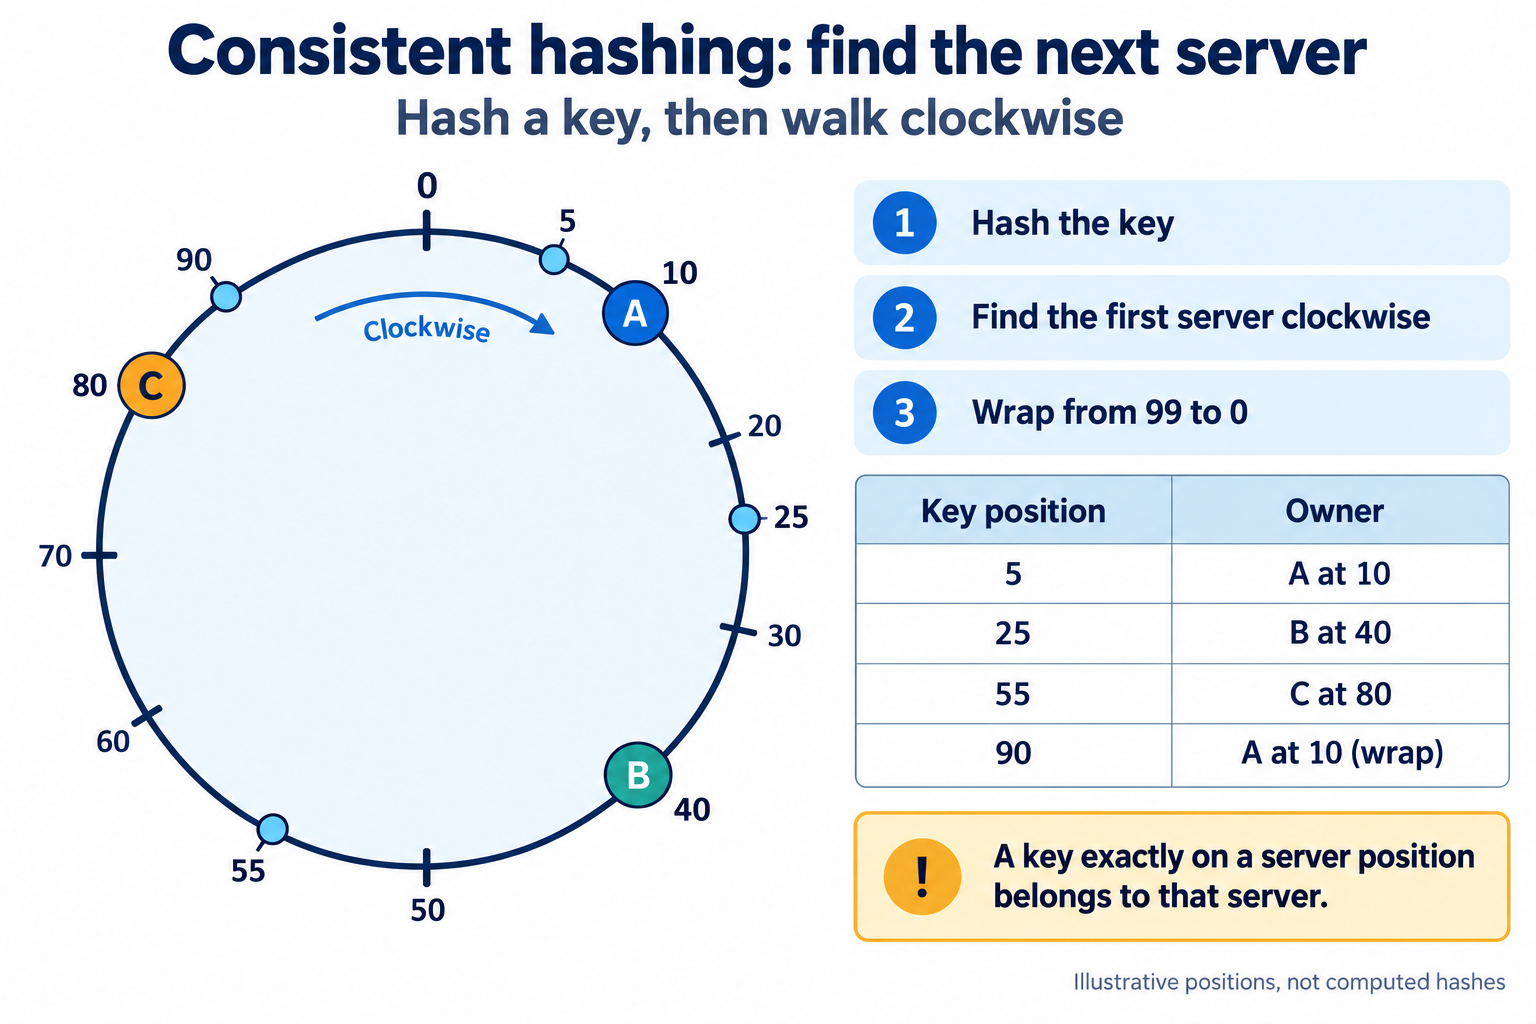 Consistent hashing: find the next server
Hash a key, then walk clockwise
0
5
10
A
20
25
30
B
40
50
55
60
70
80
C
90
Clockwise
1 Hash the key
2 Find the first server clockwise
3 Wrap from 99 to 0
Key position Owner
5 A at 10
25 B at 40
55 C at 80
90 A at 10 (wrap)
! A key exactly on a server position
belongs to that server.
Illustrative positions, not computed hashes